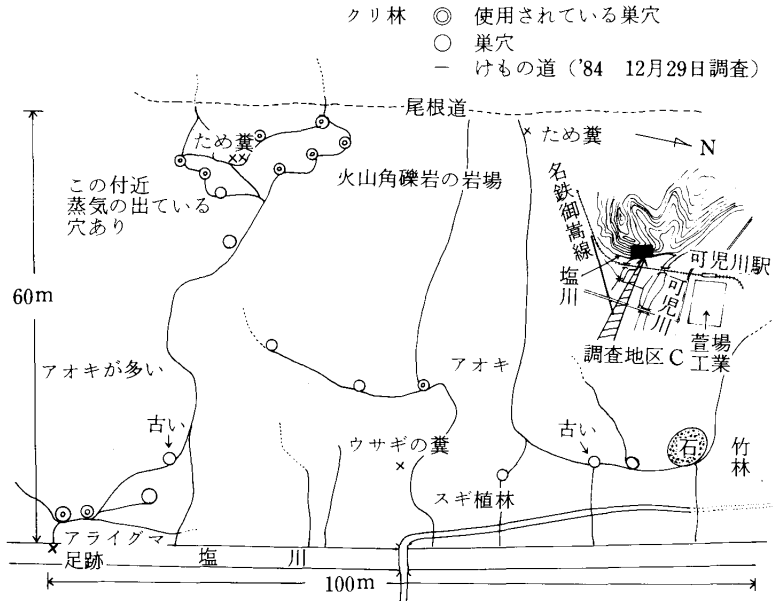 クリ林 ◎ 使用されている巣穴
○ 巣穴
― けもの道('84 12月29日調査)
尾根道
ため糞
ため糞
N
この付近
蒸気の出ている
穴あり
火山角礫岩の岩場
名鉄御嵩線
可児川駅
塩川
可児川
萱場
工業
調査地区C
60m
アオキが多い
アオキ
古い
ウサギの糞
古い
石
竹林
スギ植林
アライグマ
足跡
塩川
100m